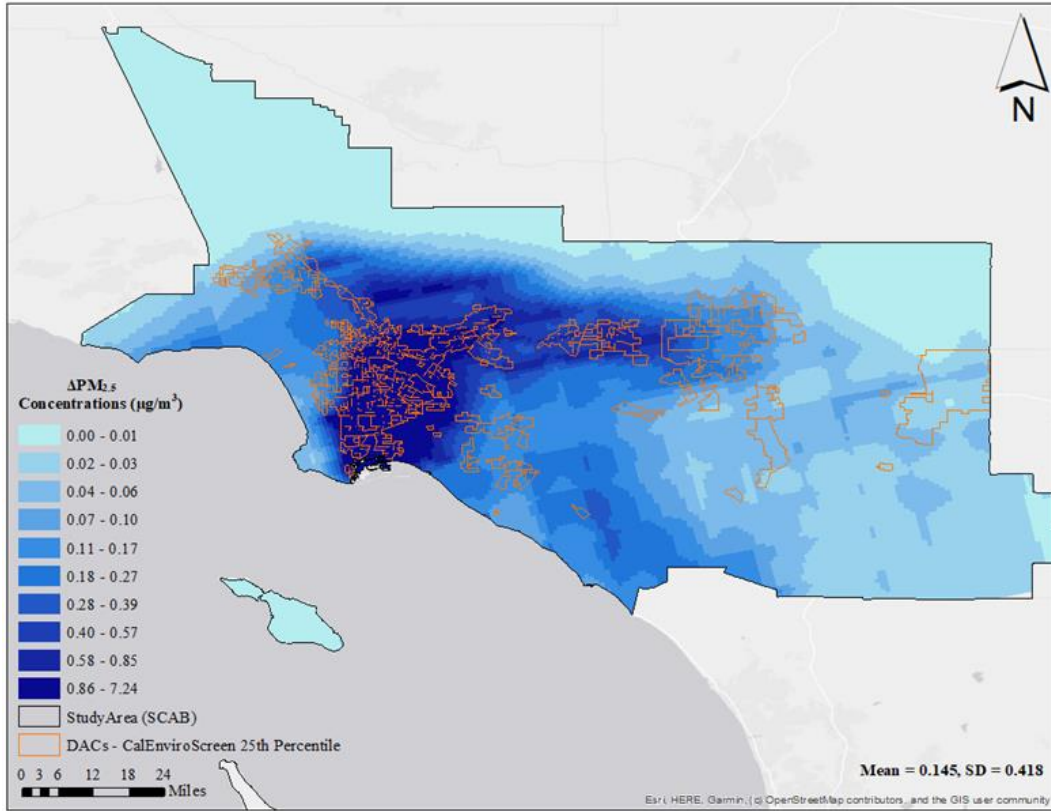 N
ΔPM2.5
Concentrations (µg/m³)
0.00 - 0.01
0.02 - 0.03
0.04 - 0.06
0.07 - 0.10
0.11 - 0.17
0.18 - 0.27
0.28 - 0.39
0.40 - 0.57
0.58 - 0.85
0.86 - 7.24
StudyArea (SCAB)
DACs - CalEnviroScreen 25th Percentile
0 3 6 12 18 24
Miles
Mean = 0.145, SD = 0.418
Esri, HERE, Garmin, (c) OpenStreetMap contributors, and the GIS user community